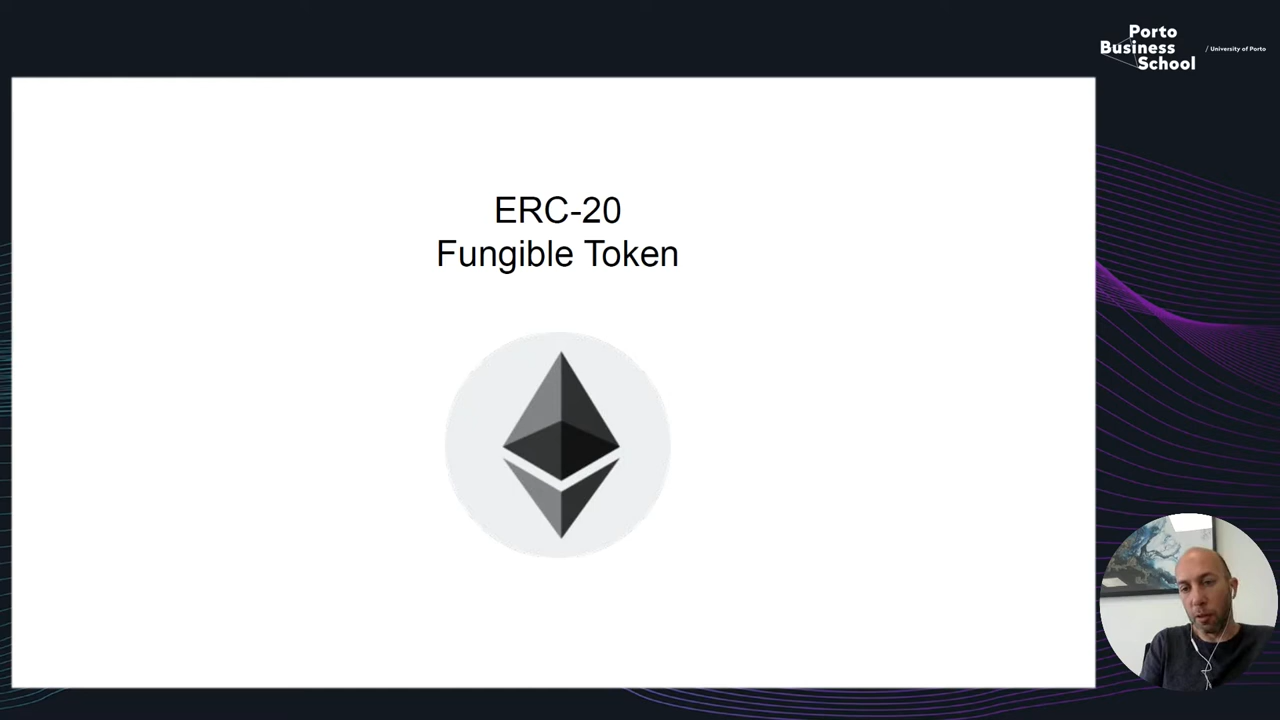 Porto
Business
School
/ University of Porto
ERC-20
Fungible Token